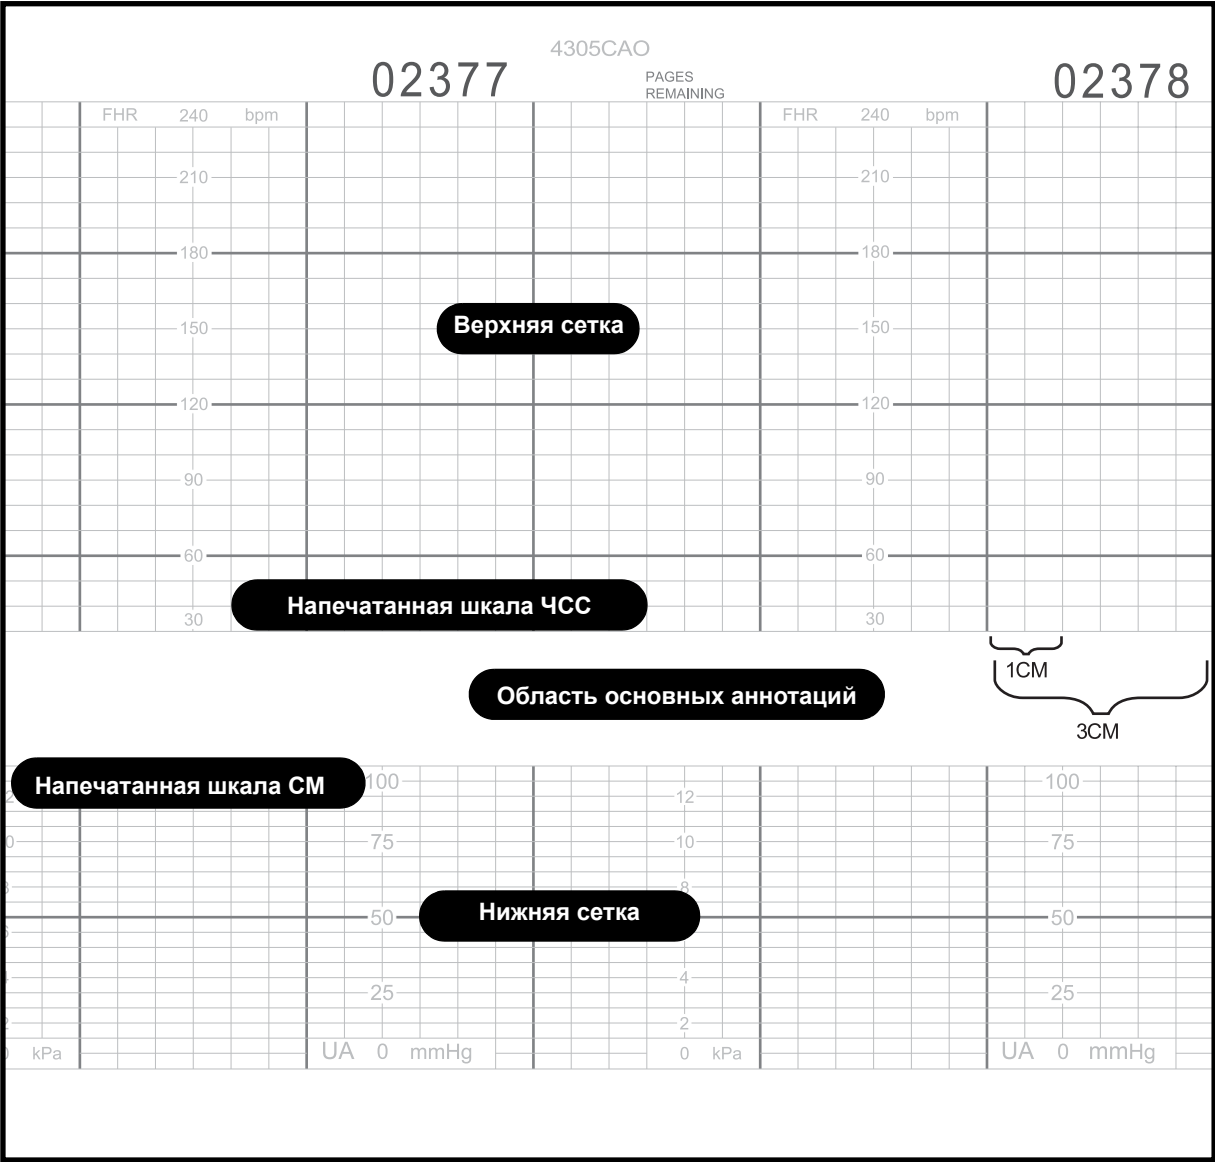 4305CAO
02377
PAGES
REMAINING
02378
FHR 240 bpm FHR 240 bpm
210 210
180 180
Верхняя сетка
150 150
120 120
90 90
60 60
Напечатанная шкала ЧСС
30 30
1CM
Область основных аннотаций
3CM
Напечатанная шкала СМ 100 12 100
75 10 75
8
Нижняя сетка
50 50
4
25 25
2
kPa UA 0 mmHg 0 kPa UA 0 mmHg